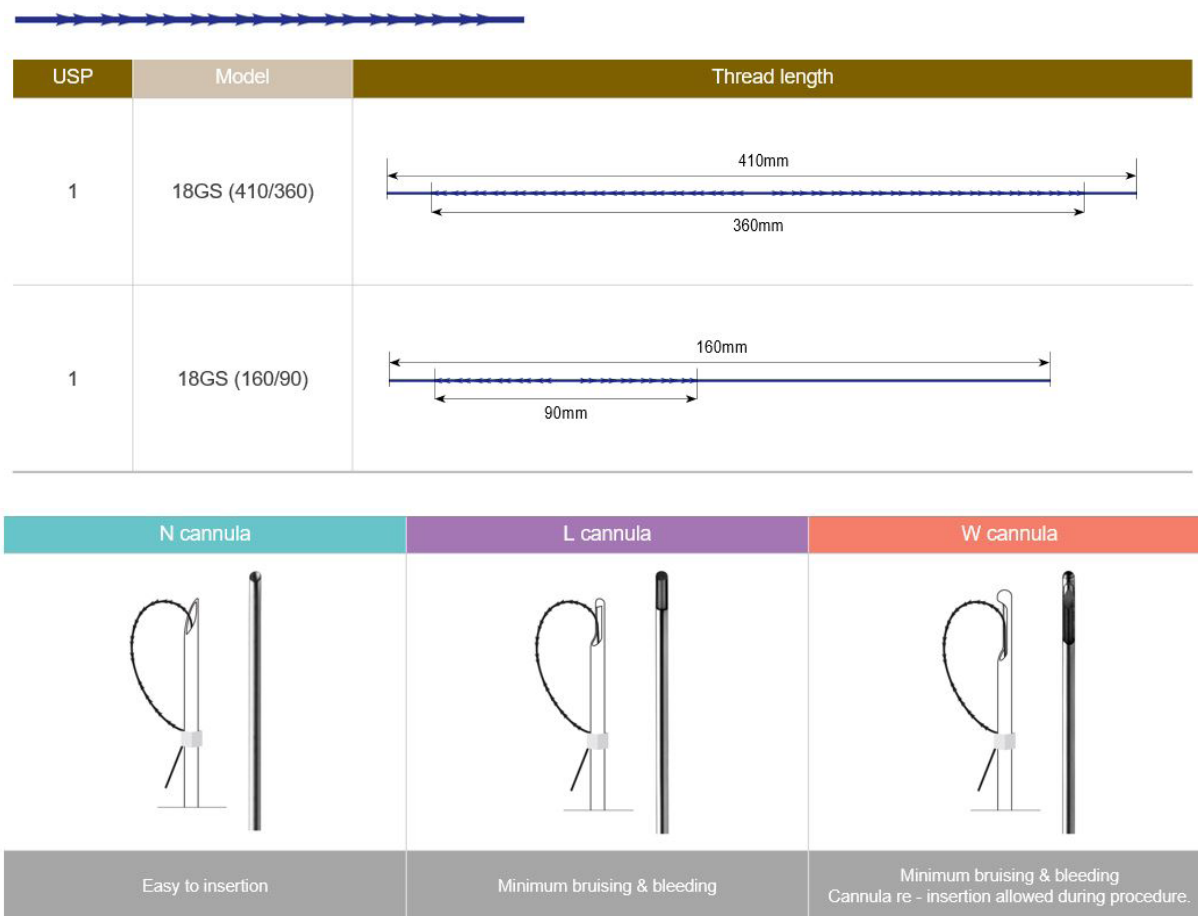 USP Model Thread length
410mm
1 18GS (410/360)
360mm
160mm
1 18GS (160/90)
90mm
N cannula L cannula W cannula
Easy to insertion Minimum bruising & bleeding Minimum bruising & bleeding
Cannula re - insertion allowed during procedure.